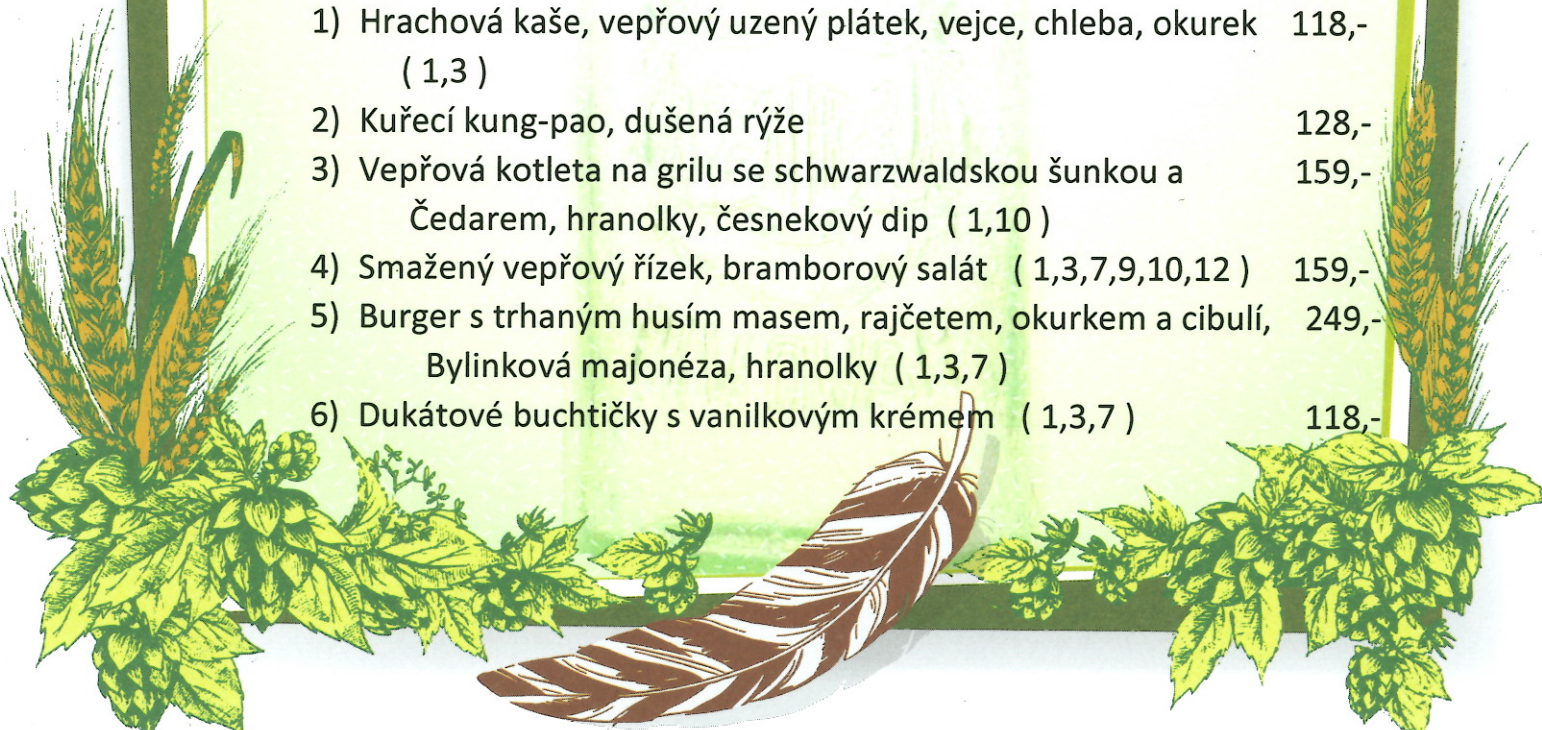 1) Hrachová kaše, vepřový uzený plátek, vejce, chleba, okurek 118,-
( 1,3 )
2) Kuřecí kung-pao, dušená rýže 128,-
3) Vepřová kotleta na grilu se schwarzwaldskou šunkou a 159,-
Čedarem, hranolky, česnekový dip ( 1,10 )
4) Smažený vepřový řízek, bramborový salát ( 1,3,7,9,10,12 ) 159,-
5) Burger s trhaným husím masem, rajčetem, okurkem a cibulí, 249,-
Bylinková majonéza, hranolky ( 1,3,7 )
6) Dukátové buchtičky s vanilkovým krémem ( 1,3,7 ) 118,-